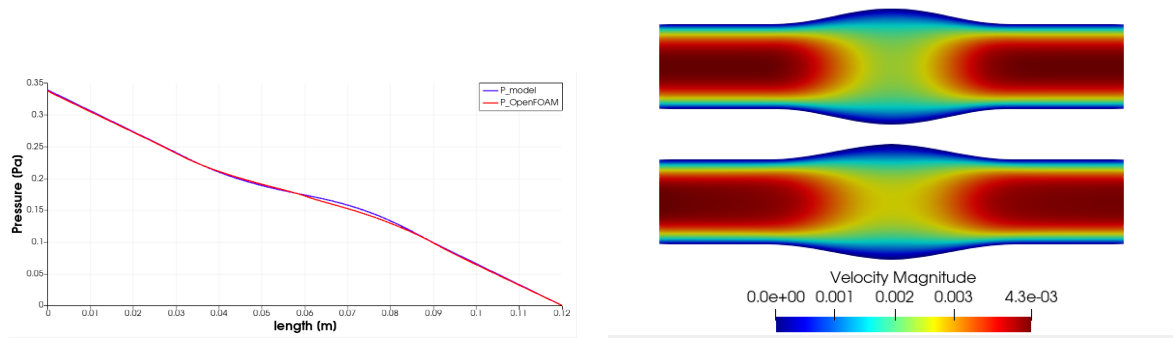 0.35
0.3
0.25
0.2
0.15
0.1
0.05
0
Pressure (Pa)
P_model
P_OpenFOAM
0 0.01 0.02 0.03 0.04 0.05 0.06 0.07 0.08 0.09 0.1 0.11 0.12
length (m)
Velocity Magnitude
0.0e+00 0.001 0.002 0.003 4.3e-03